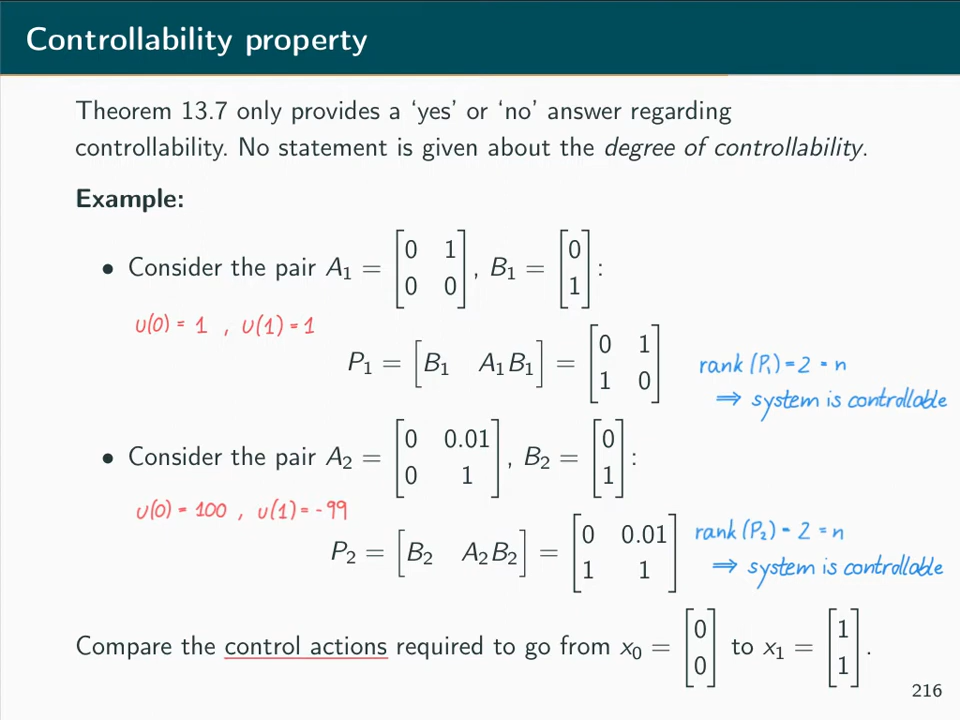 Controllability property
Theorem 13.7 only provides a ‘yes’ or ‘no’ answer regarding
controllability. No statement is given about the degree of controllability.
Example:
• Consider the pair A₁ = [0 1; 0 0], B₁ = [0; 1]:
u(0) = 1 , u(1) = 1
P₁ = [B₁ A₁B₁] = [0 1; 1 0]
rank (P₁) = 2 = n
⇒ system is controllable
• Consider the pair A₂ = [0 0.01; 0 1], B₂ = [0; 1]:
u(0) = 100 , u(1) = -99
P₂ = [B₂ A₂B₂] = [0 0.01; 1 1]
rank (P₂) = 2 = n
⇒ system is controllable
Compare the control actions required to go from x₀ = [0; 0] to x₁ = [1; 1].
216